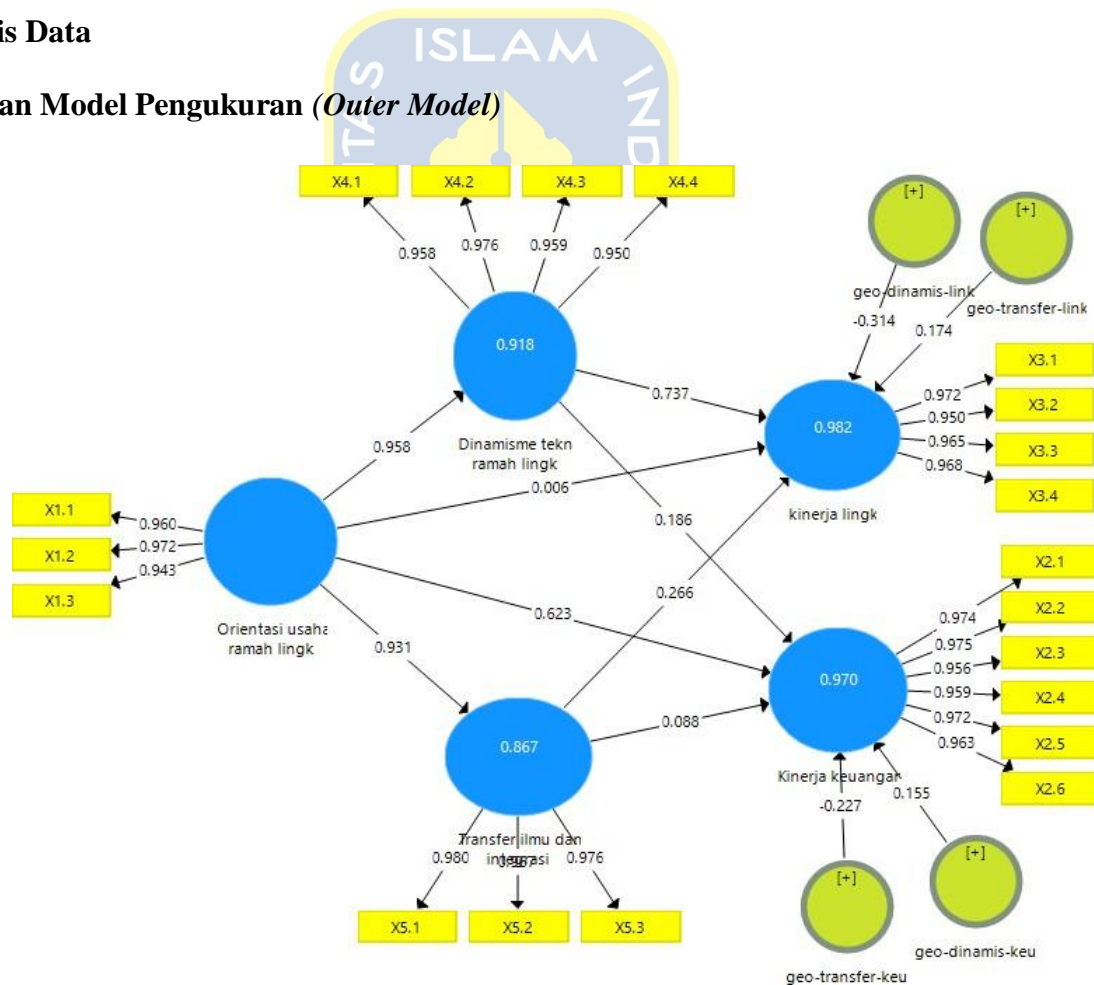 is Data
ISLAM
ITAS
IND
an Model Pengukuran (Outer Model)
X4.1
X4.2
X4.3
X4.4
0.958
0.976
0.959
0.950
0.918
Dinamisme tekn
ramah lingk
[+]
geo-dinamis-link
[+]
geo-transfer-link
-0.314
0.174
0.737
0.982
kinerja lingk
0.972
0.950
0.965
0.968
X3.1
X3.2
X3.3
X3.4
0.958
0.006
0.186
0.266
X1.1
X1.2
X1.3
0.960
0.972
0.943
Orientasi usaha
ramah lingk
0.623
0.931
0.088
0.970
Kinerja keuangar
0.974
0.975
0.956
0.959
0.972
0.963
X2.1
X2.2
X2.3
X2.4
X2.5
X2.6
0.867
Transfer ilmu dan
integrasi
0.980
0.976
X5.1
X5.2
X5.3
-0.227
0.155
[+]
geo-transfer-keu
[+]
geo-dinamis-keu